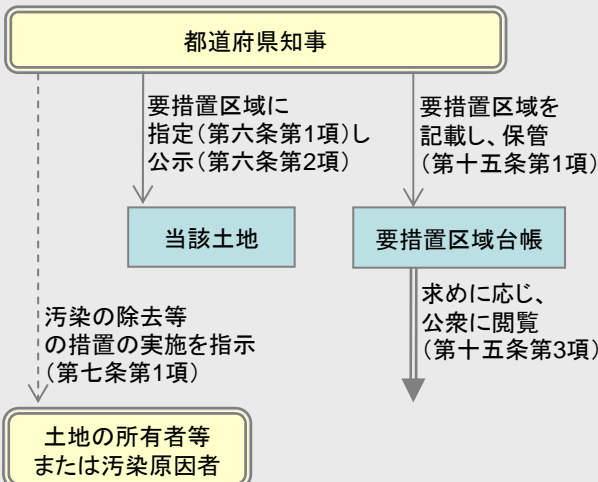 都道府県知事
要措置区域に
指定(第六条第1項)し
公示(第六条第2項)
要措置区域を
記載し、保管
(第十五条第1項)
当該土地
要措置区域台帳
求めに応じ、
公衆に閲覧
(第十五条第3項)
汚染の除去等
の措置の実施を指示
(第七条第1項)
土地の所有者等
または汚染原因者